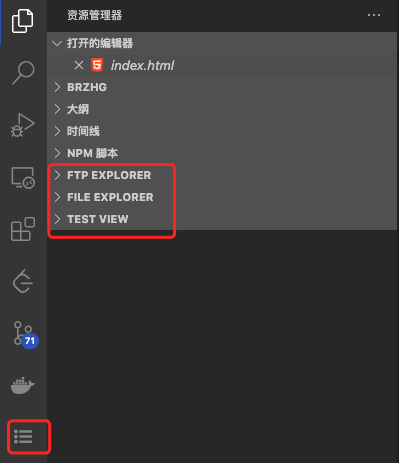 资源管理器
打开的编辑器
index.html
BRZHG
大纲
时间线
NPM 脚本
FTP EXPLORER
FILE EXPLORER
TEST VIEW
71